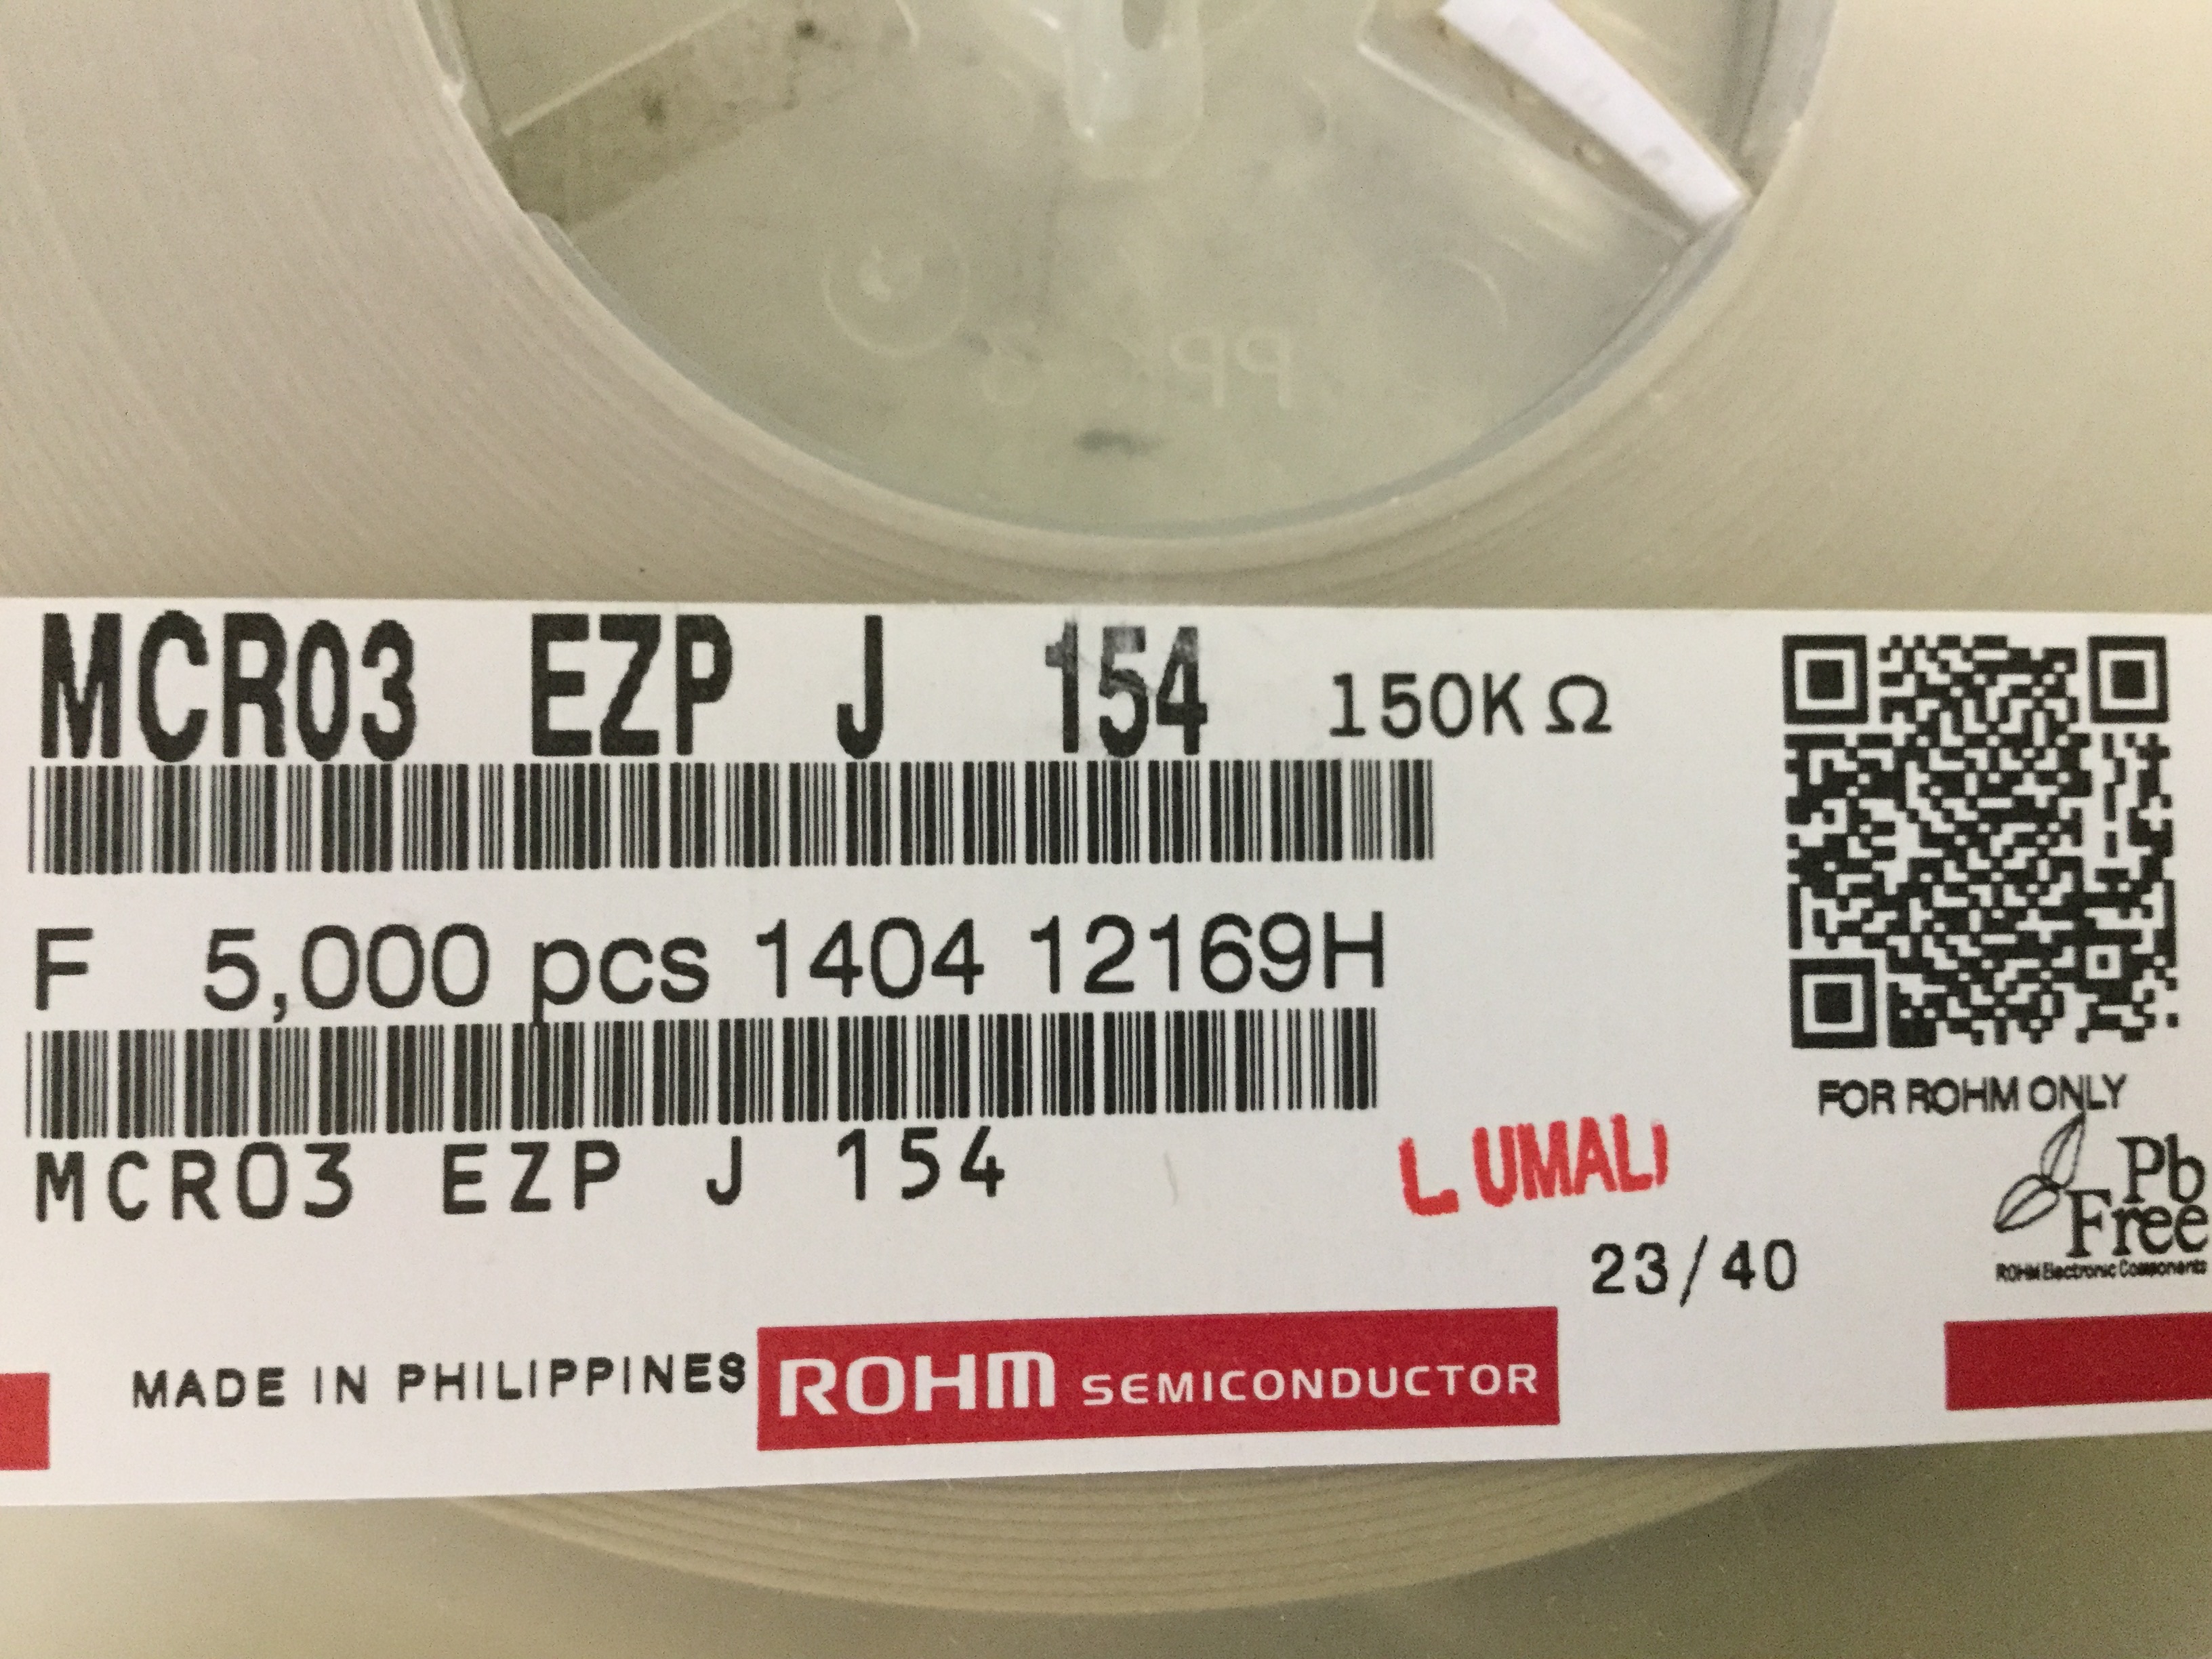 MCR03 EZP J 154 150KΩ
F 5,000 pcs 1404 12169H
MCR03 EZP J 154
FOR ROHM ONLY
L UMALI
Pb
Free
ROHM Electronic Components
23/40
MADE IN PHILIPPINES ROHM SEMICONDUCTOR